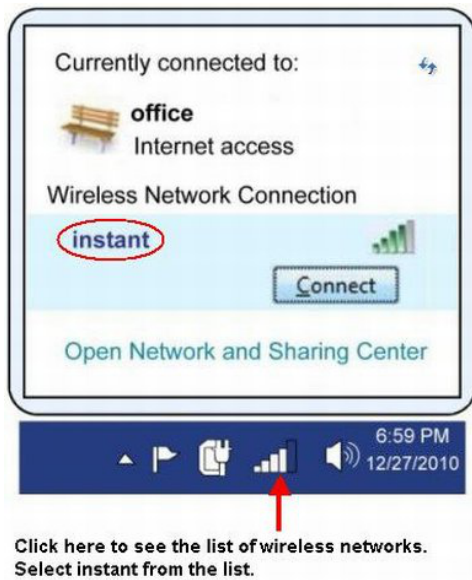 Currently connected to:
office
Internet access
Wireless Network Connection
instant
Connect
Open Network and Sharing Center
6:59 PM
12/27/2010
Click here to see the list of wireless networks.
Select instant from the list.